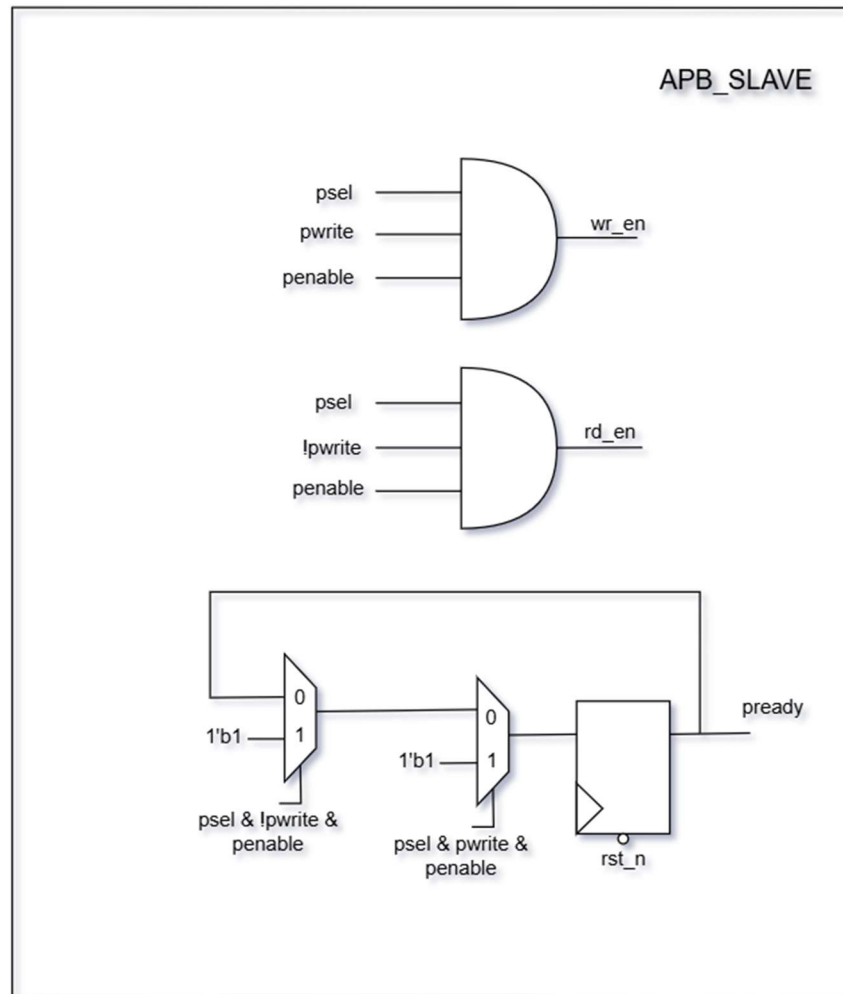 APB_SLAVE
psel
pwrite
penable
wr_en
psel
!pwrite
penable
rd_en
0
1'b1
1
psel & !pwrite &
penable
0
1'b1
1
psel & pwrite &
penable
pready
rst_n